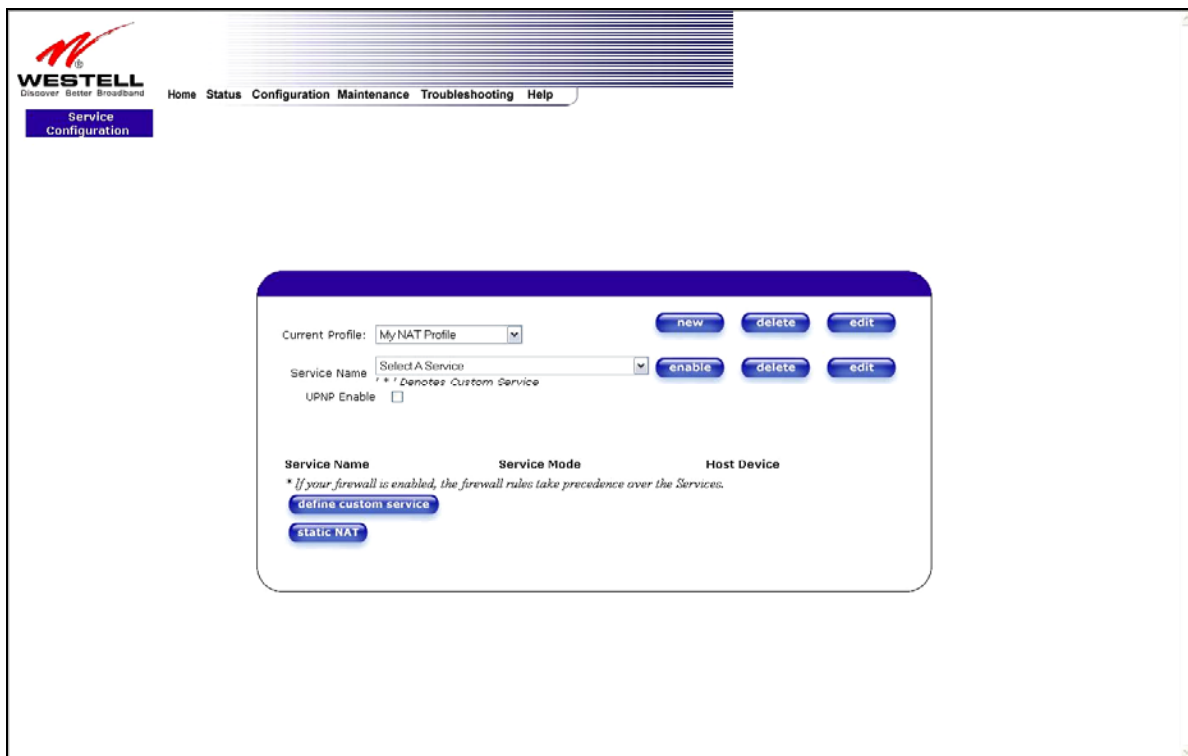 ®
WESTELL
Discover Better Broadband
Home Status Configuration Maintenance Troubleshooting Help
Service
Configuration
new delete edit
Current Profile: My NAT Profile
Service Name Select A Service enable delete edit
' * ' Denotes Custom Service
UPNP Enable
Service Name Service Mode Host Device
* If your firewall is enabled, the firewall rules take precedence over the Services.
define custom service
static NAT